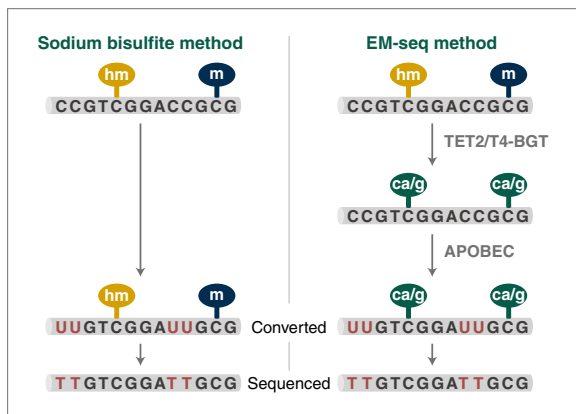 Sodium bisulfite method
hm
m
CCGTCGGACCGCG
hm
m
UUGTCGGAUUGCG
TTGTCGGATTGCG
Converted
Sequenced
EM-seq method
hm
m
CCGTCGGACCGCG
TET2/T4-BGT
ca/g
ca/g
CCGTCGGACCGCG
APOBEC
ca/g
ca/g
UUGTCGGAUUGCG
TTGTCGGATTGCG